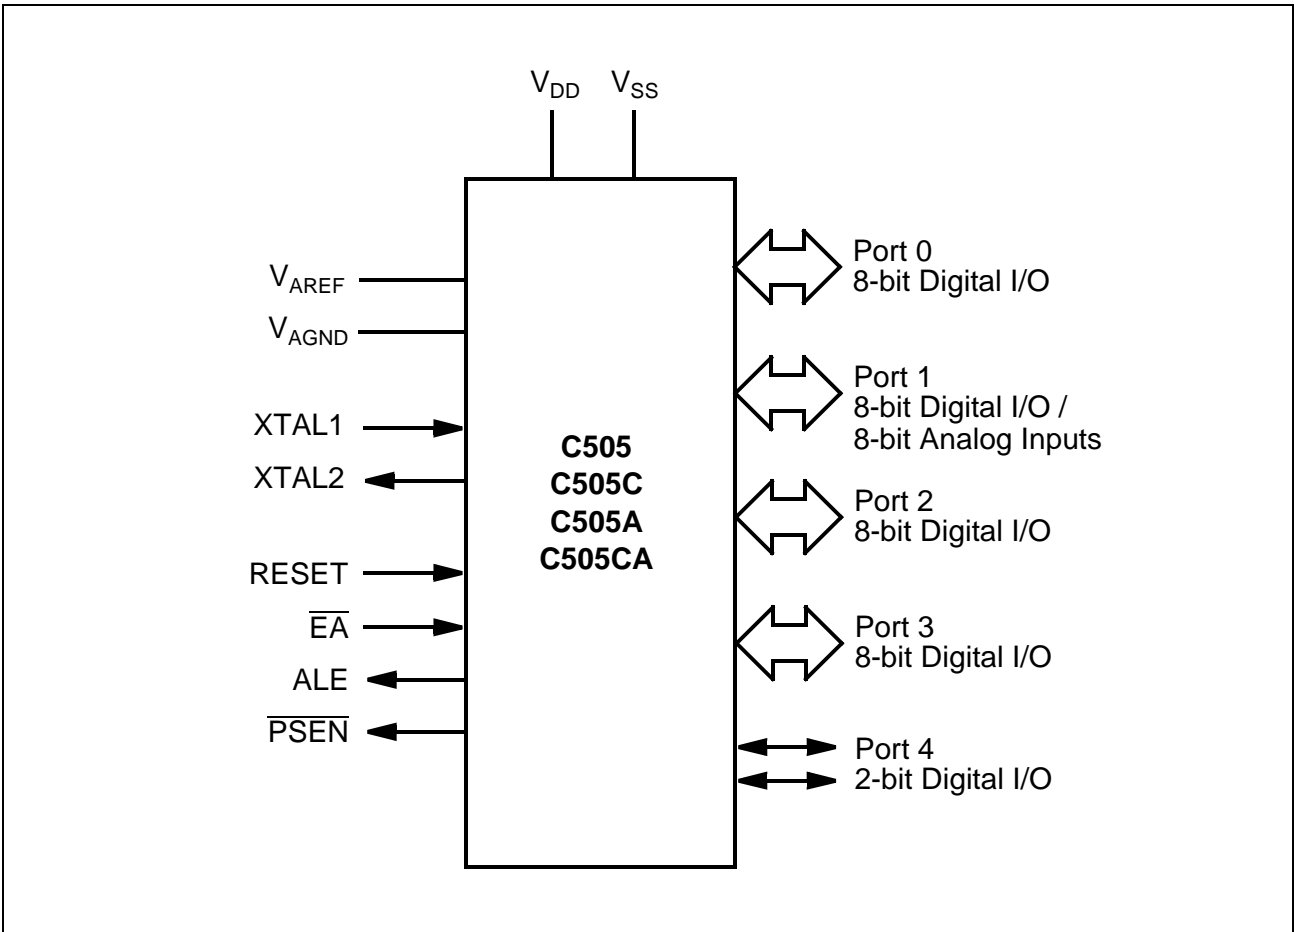 VDD VSS
VAREF
VAGND
XTAL1
XTAL2
RESET
EA
ALE
PSEN
C505
C505C
C505A
C505CA
Port 0
8-bit Digital I/O
Port 1
8-bit Digital I/O /
8-bit Analog Inputs
Port 2
8-bit Digital I/O
Port 3
8-bit Digital I/O
Port 4
2-bit Digital I/O